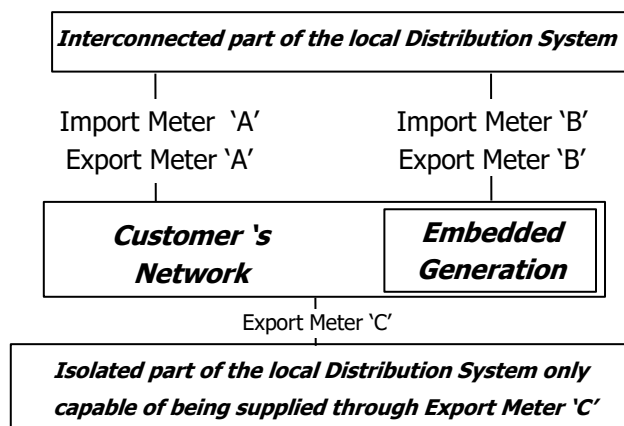 Interconnected part of the local Distribution System
Import Meter ‘A’
Import Meter ‘B’
Export Meter ‘A’
Export Meter ‘B’
Customer ‘s
Network
Embedded
Generation
Export Meter ‘C’
Isolated part of the local Distribution System only
capable of being supplied through Export Meter ‘C’